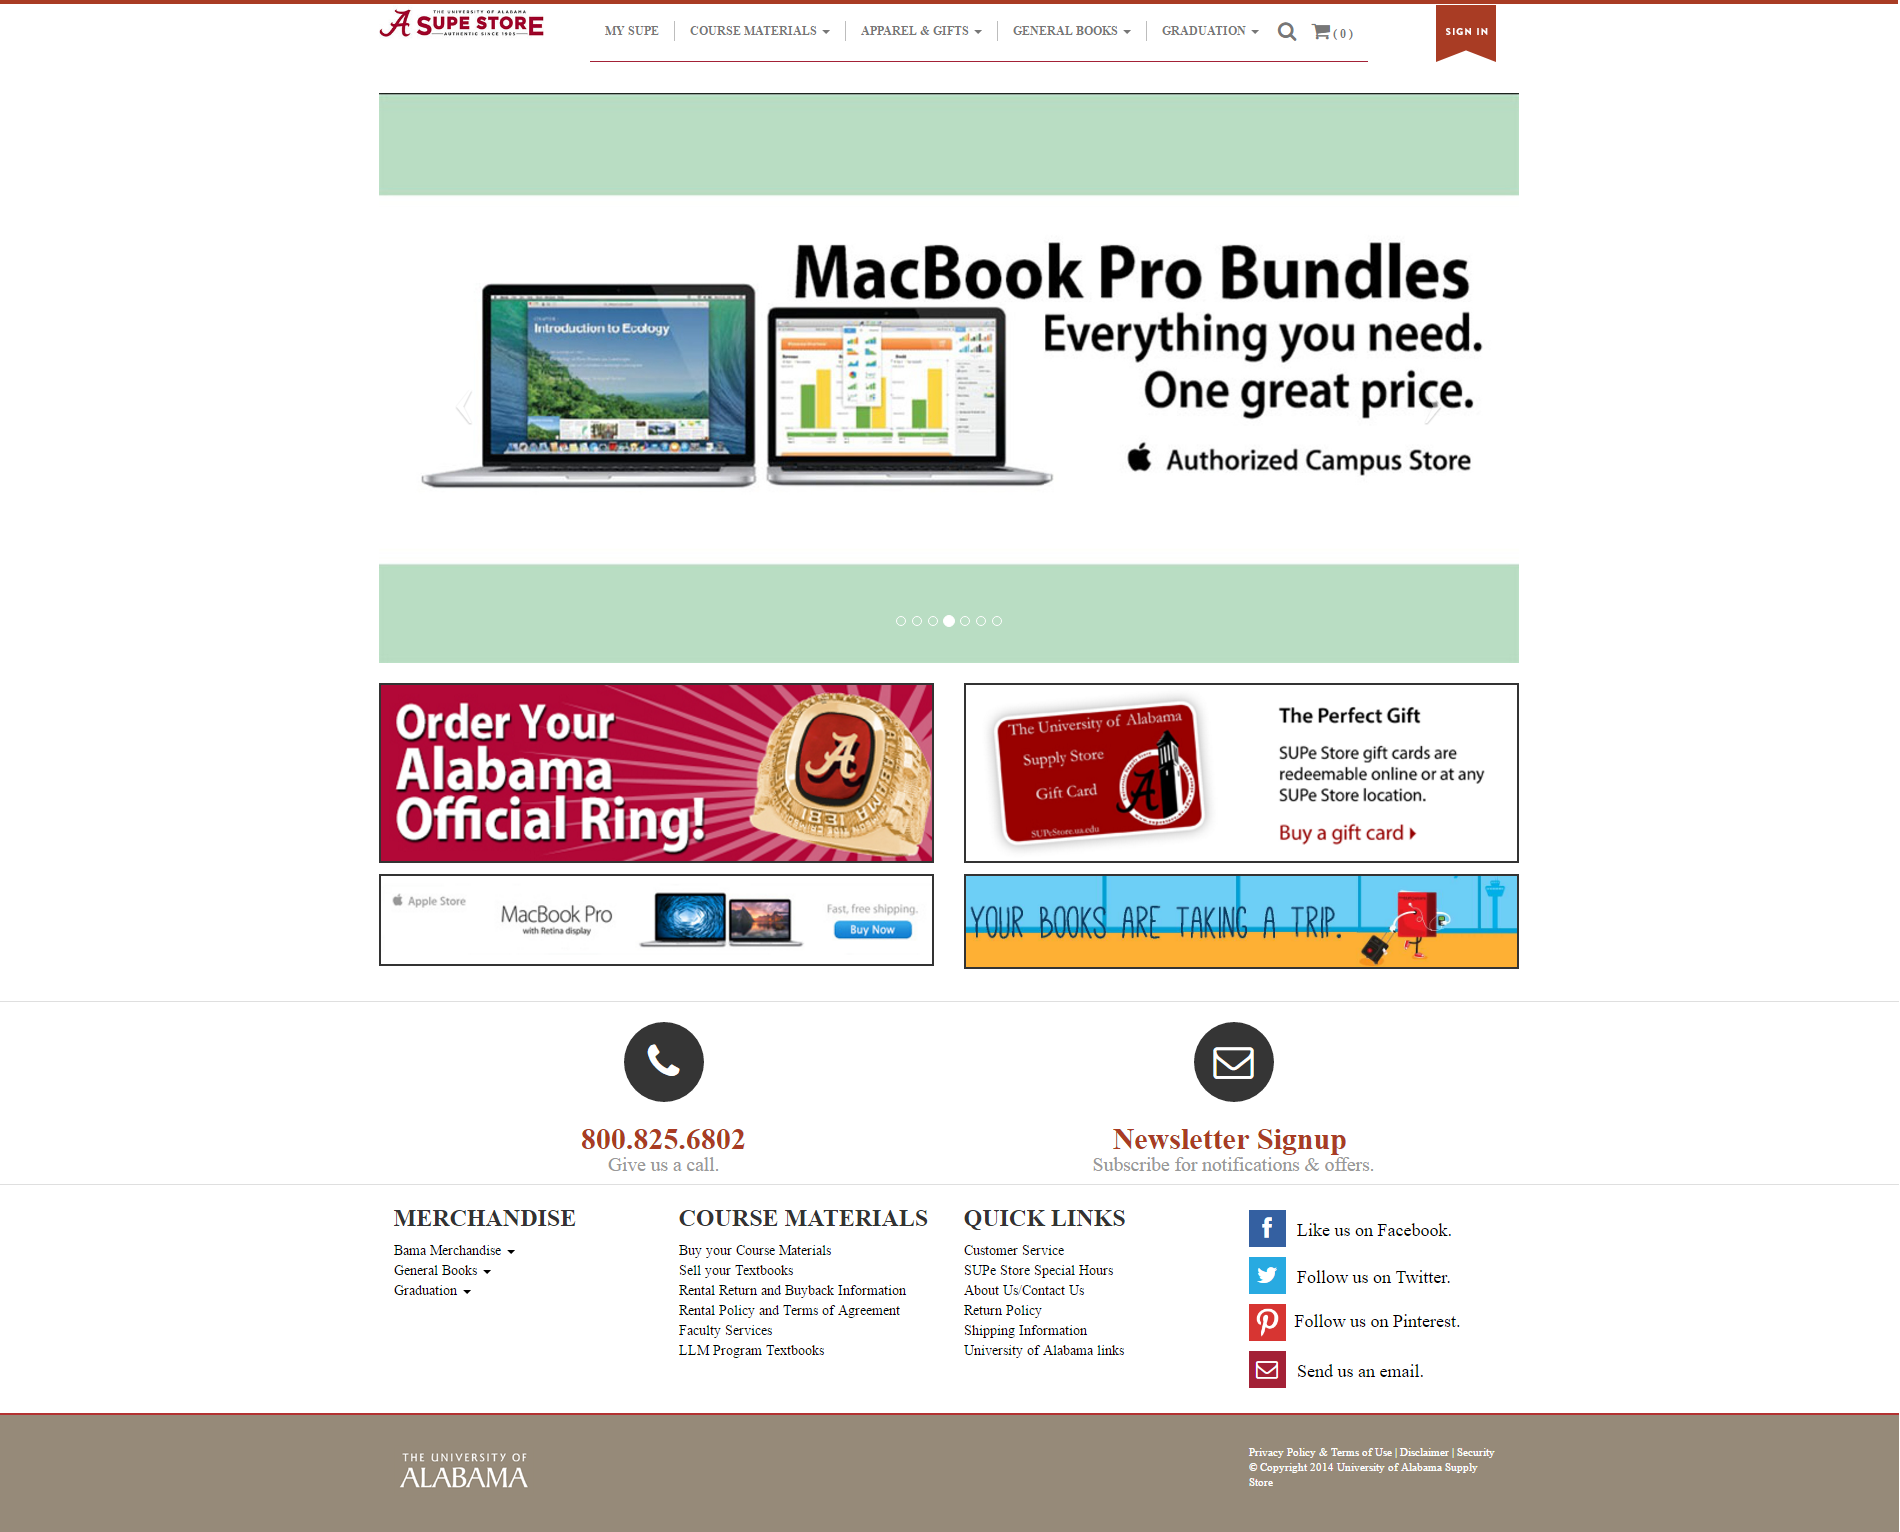 THE UNIVERSITY OF ALABAMA
A SUPE STORE
AUTHENTIC SINCE 1905
MY SUPE
COURSE MATERIALS
APPAREL & GIFTS
GENERAL BOOKS
GRADUATION
( 0 )
SIGN IN
MacBook Pro Bundles
Everything you need.
One great price.
Authorized Campus Store
Introduction to Ecology
Order Your
Alabama
Official Ring!
A
1831
The University of Alabama
Supply Store
Gift Card
SUPeStore.ua.edu
The Perfect Gift
SUPe Store gift cards are
redeemable online or at any
SUPe Store location.
Buy a gift card
Apple Store
MacBook Pro
with Retina display
Fast, free shipping.
Buy Now
YOUR BOOKS ARE TAKING A TRIP.
800.825.6802
Give us a call.
Newsletter Signup
Subscribe for notifications & offers.
MERCHANDISE
Bama Merchandise
General Books
Graduation
COURSE MATERIALS
Buy your Course Materials
Sell your Textbooks
Rental Return and Buyback Information
Rental Policy and Terms of Agreement
Faculty Services
LLM Program Textbooks
QUICK LINKS
Customer Service
SUPe Store Special Hours
About Us/Contact Us
Return Policy
Shipping Information
University of Alabama links
Like us on Facebook.
Follow us on Twitter.
Follow us on Pinterest.
Send us an email.
THE UNIVERSITY OF
ALABAMA
Privacy Policy & Terms of Use | Disclaimer | Security
© Copyright 2014 University of Alabama Supply
Store